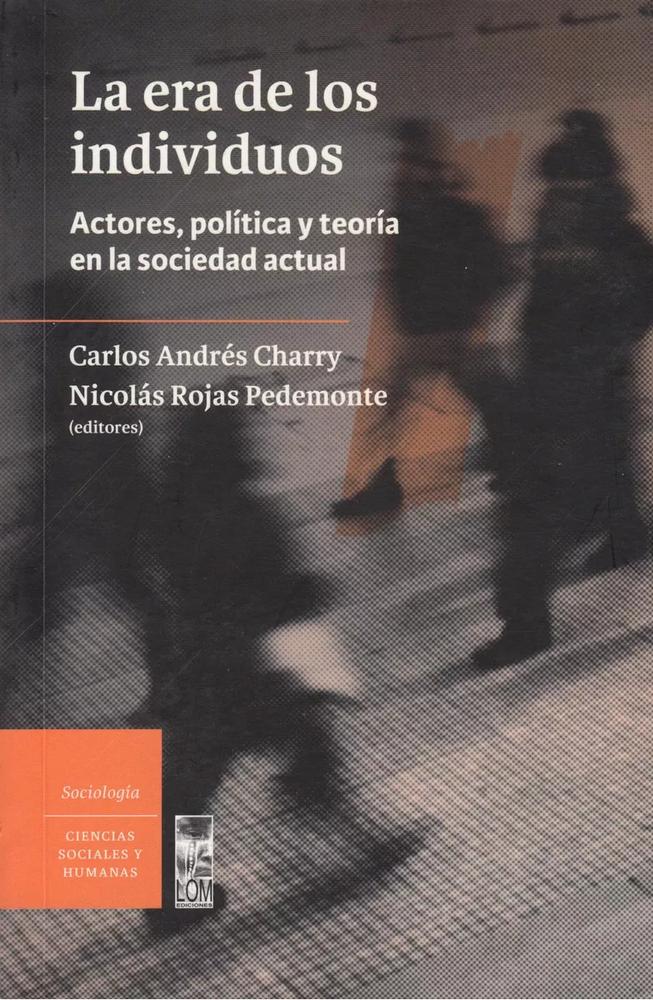 La era de los
individuos
Actores, política y teoría
en la sociedad actual
Carlos Andrés Charry
Nicolás Rojas Pedemonte
(editores)
Sociología
CIENCIAS
SOCIALES Y
HUMANAS
LOM
EDICIONES